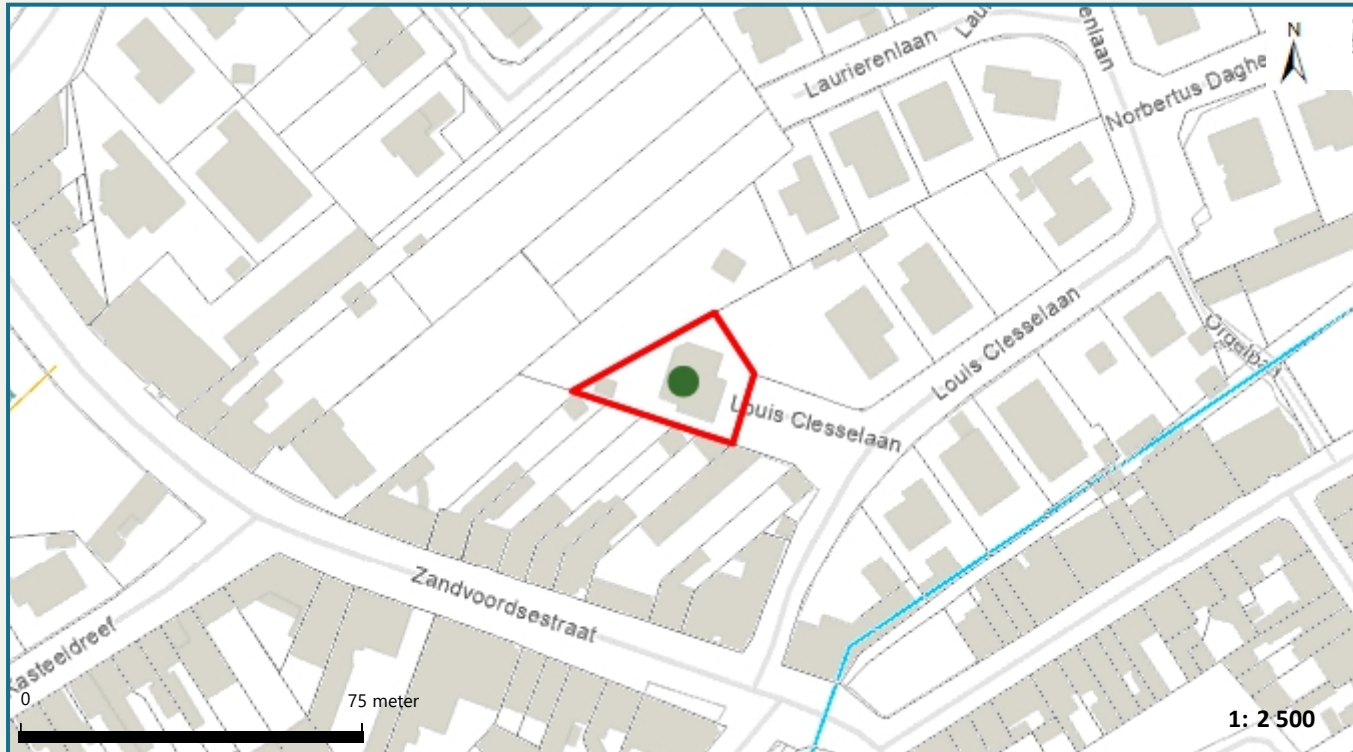 Laurierenlaan
Norbertus Daghe
N
Louis Clesselaan
Louis Clesselaan
Zandvoordsestraat
Kasteeldreef
0
75 meter
1: 2 500